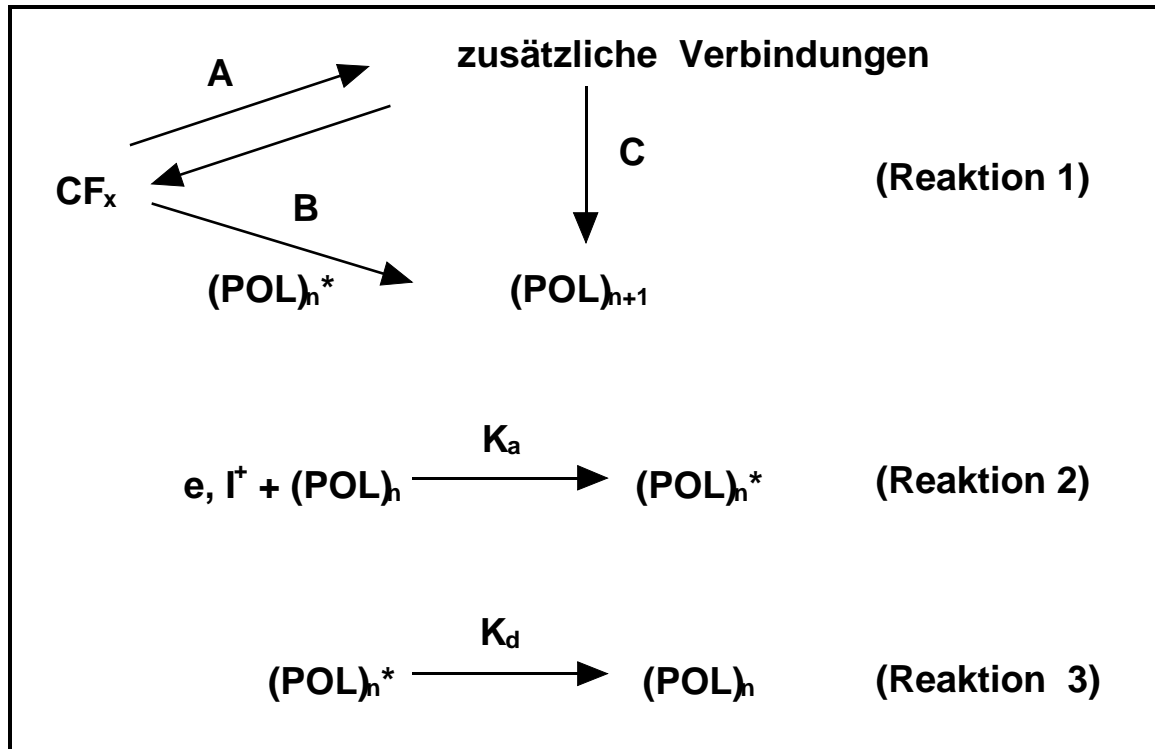 zusätzliche Verbindungen
A
C
CFₓ
(Reaktion 1)
B
(POL)n* (POL)n+1
Kₐ
e, I⁺ + (POL)n (POL)n* (Reaktion 2)
Kd
(POL)n* (POL)n (Reaktion 3)